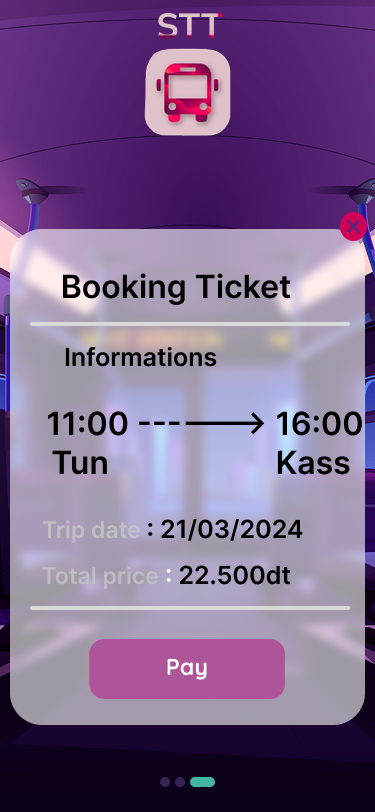 STT
Booking Ticket
Informations
11:00 16:00
Tun Kass
Trip date : 21/03/2024
Total price : 22.500dt
Pay